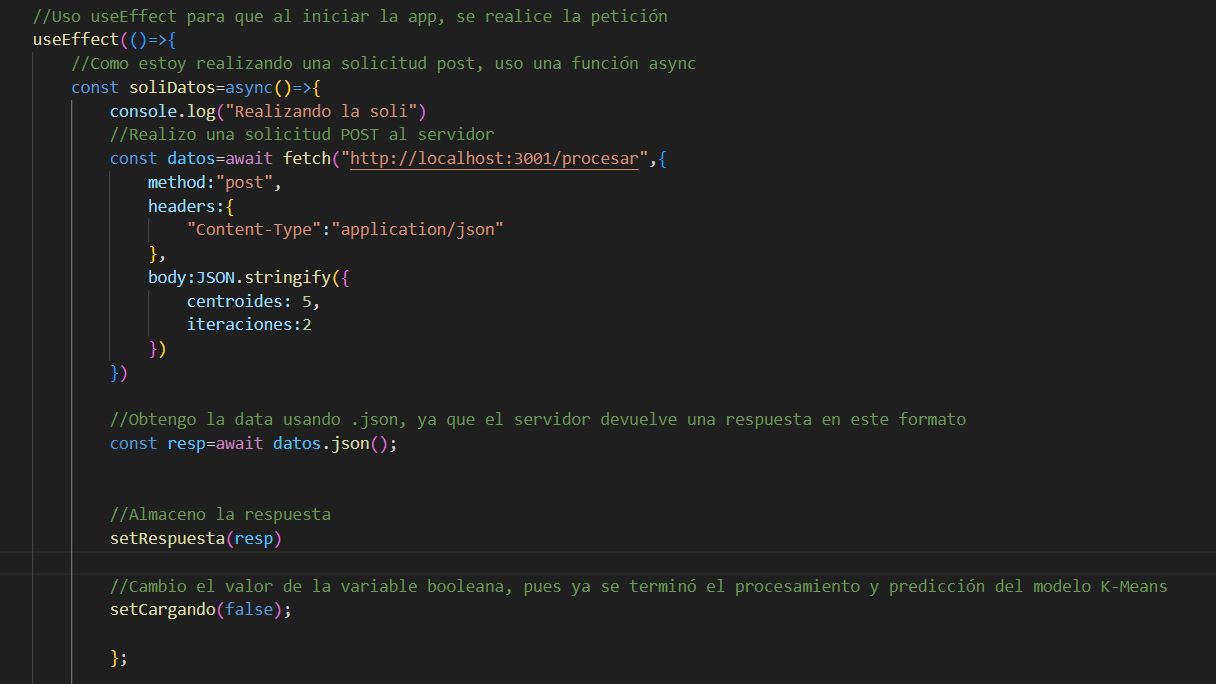 //Uso useEffect para que al iniciar la app, se realice la petición
useEffect(()=>{
//Como estoy realizando una solicitud post, uso una función async
const soliDatos=async()=>{
console.log("Realizando la soli")
//Realizo una solicitud POST al servidor
const datos=await fetch("http://localhost:3001/procesar",{
method:"post",
headers:{
"Content-Type":"application/json"
},
body:JSON.stringify({
centroides: 5,
iteraciones:2
})
})
//Obtengo la data usando .json, ya que el servidor devuelve una respuesta en este formato
const resp=await datos.json();
//Almaceno la respuesta
setRespuesta(resp)
//Cambio el valor de la variable booleana, pues ya se terminó el procesamiento y predicción del modelo K-Means
setCargando(false);
};